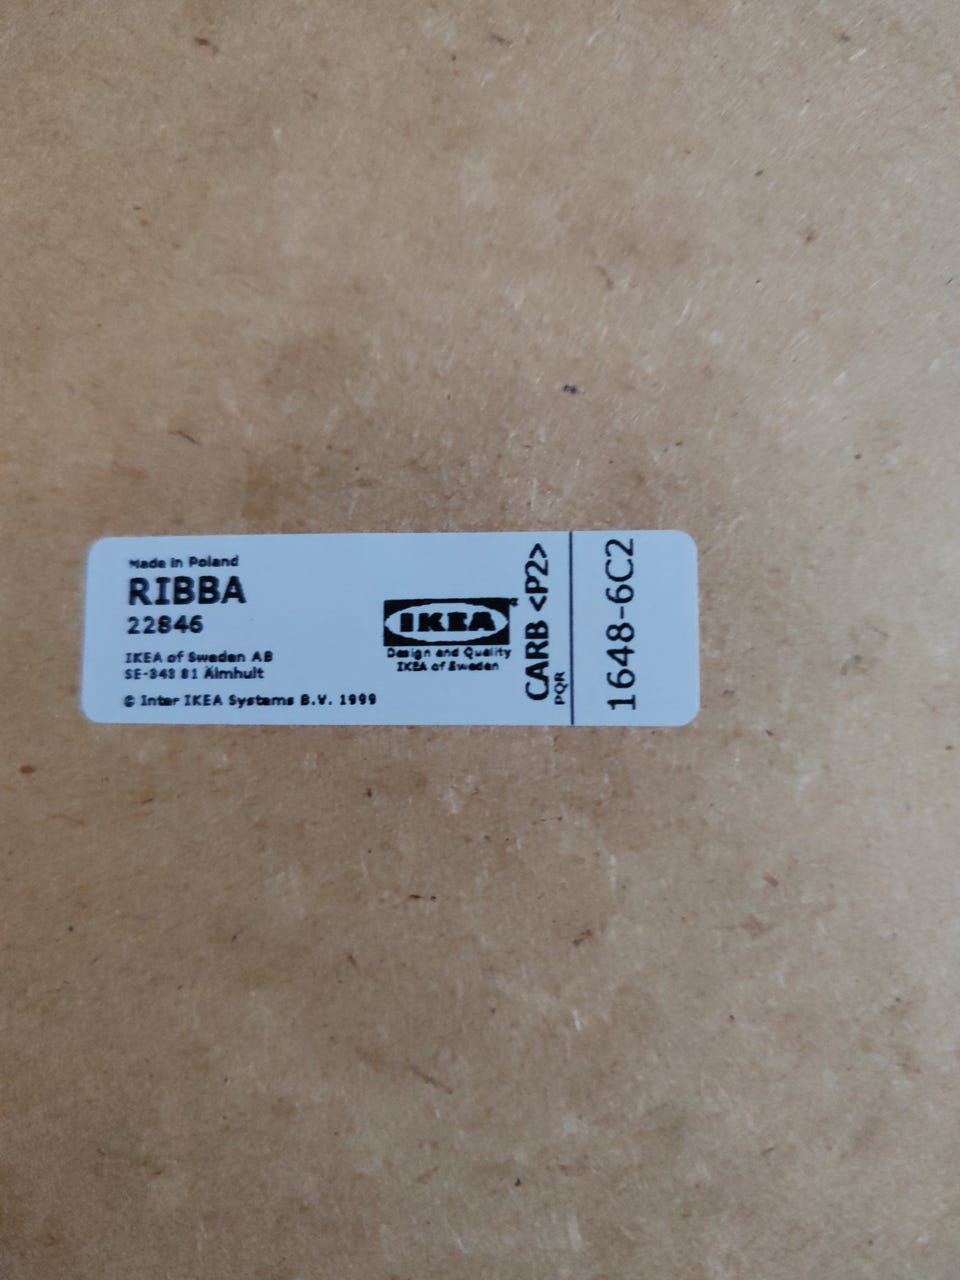 Made in Poland
RIBBA
22846
IKEA of Sweden AB
SE-343 81 Älmhult
© Inter IKEA Systems B.V. 1999
IKEA®
Design and Quality
IKEA of Sweden
CARB <P2>
PQR
1648-6C2